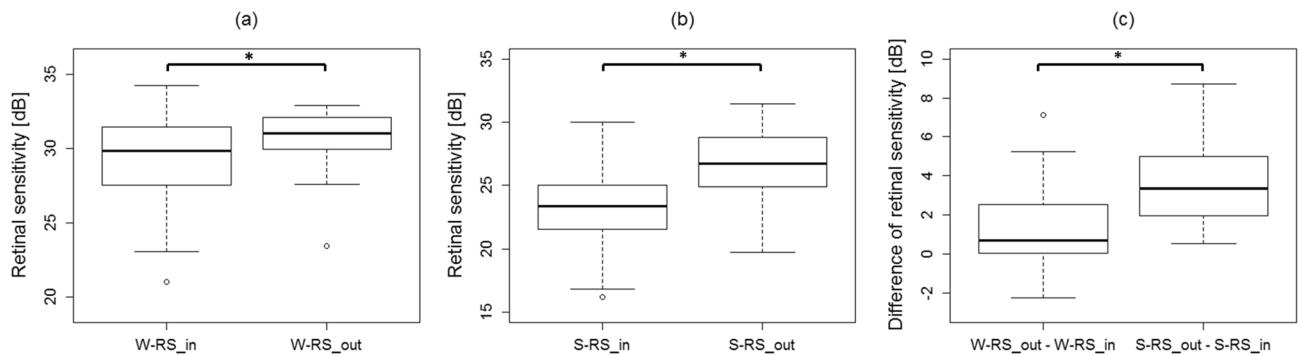 (a)
Retinal sensitivity [dB]
35
30
25
20
*
W-RS_in
W-RS_out
(b)
Retinal sensitivity [dB]
35
30
25
20
15
*
S-RS_in
S-RS_out
(c)
Difference of retinal sensitivity [dB]
10
8
6
4
2
0
-2
*
W-RS_out - W-RS_in
S-RS_out - S-RS_in